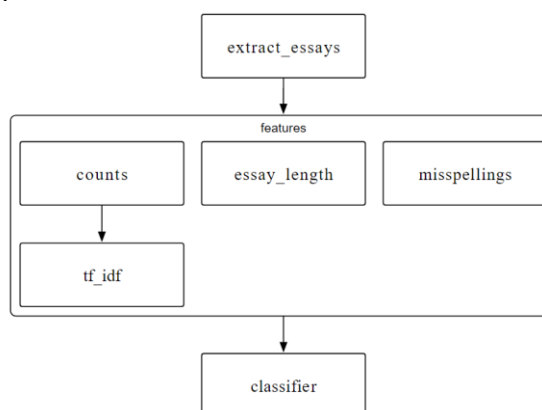 extract_essays
features
counts essay_length misspellings
tf_idf
classifier